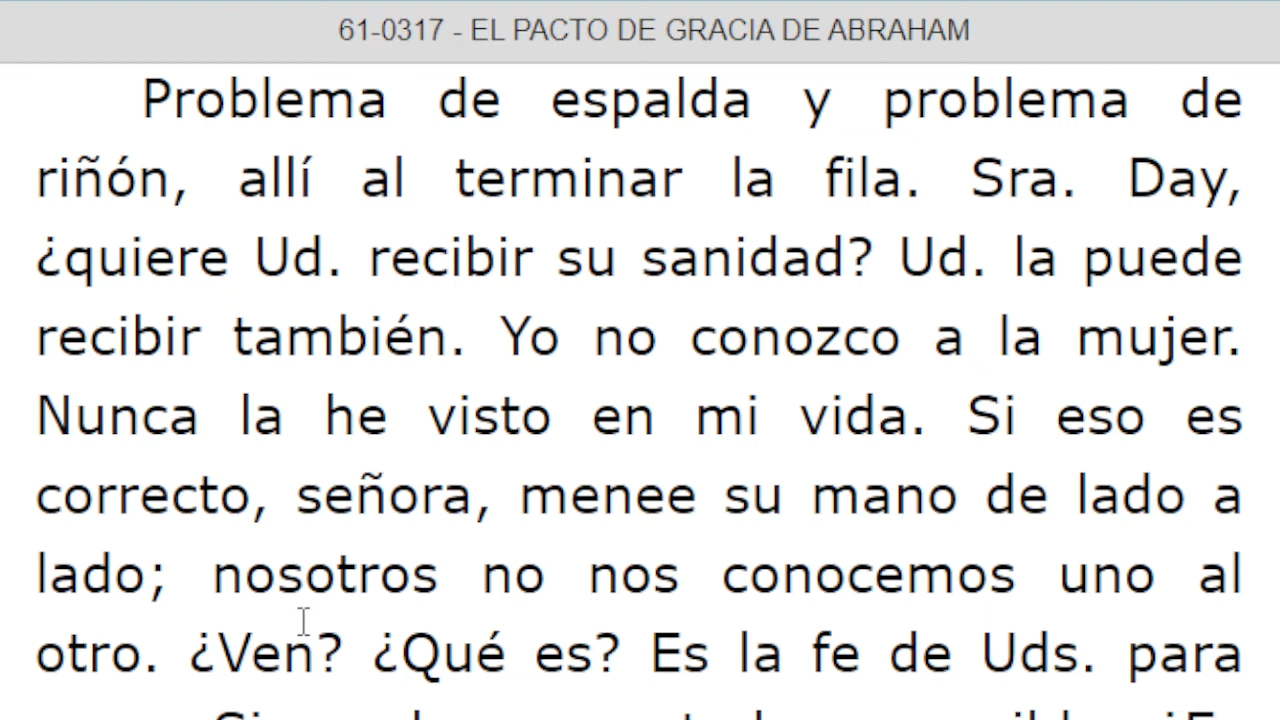 61-0317 - EL PACTO DE GRACIA DE ABRAHAM
Problema de espalda y problema de
riñón, allí al terminar la fila. Sra. Day,
¿quiere Ud. recibir su sanidad? Ud. la puede
recibir también. Yo no conozco a la mujer.
Nunca la he visto en mi vida. Si eso es
correcto, señora, menee su mano de lado a
lado; nosotros no nos conocemos uno al
otro. ¿Ven? ¿Qué es? Es la fe de Uds. para